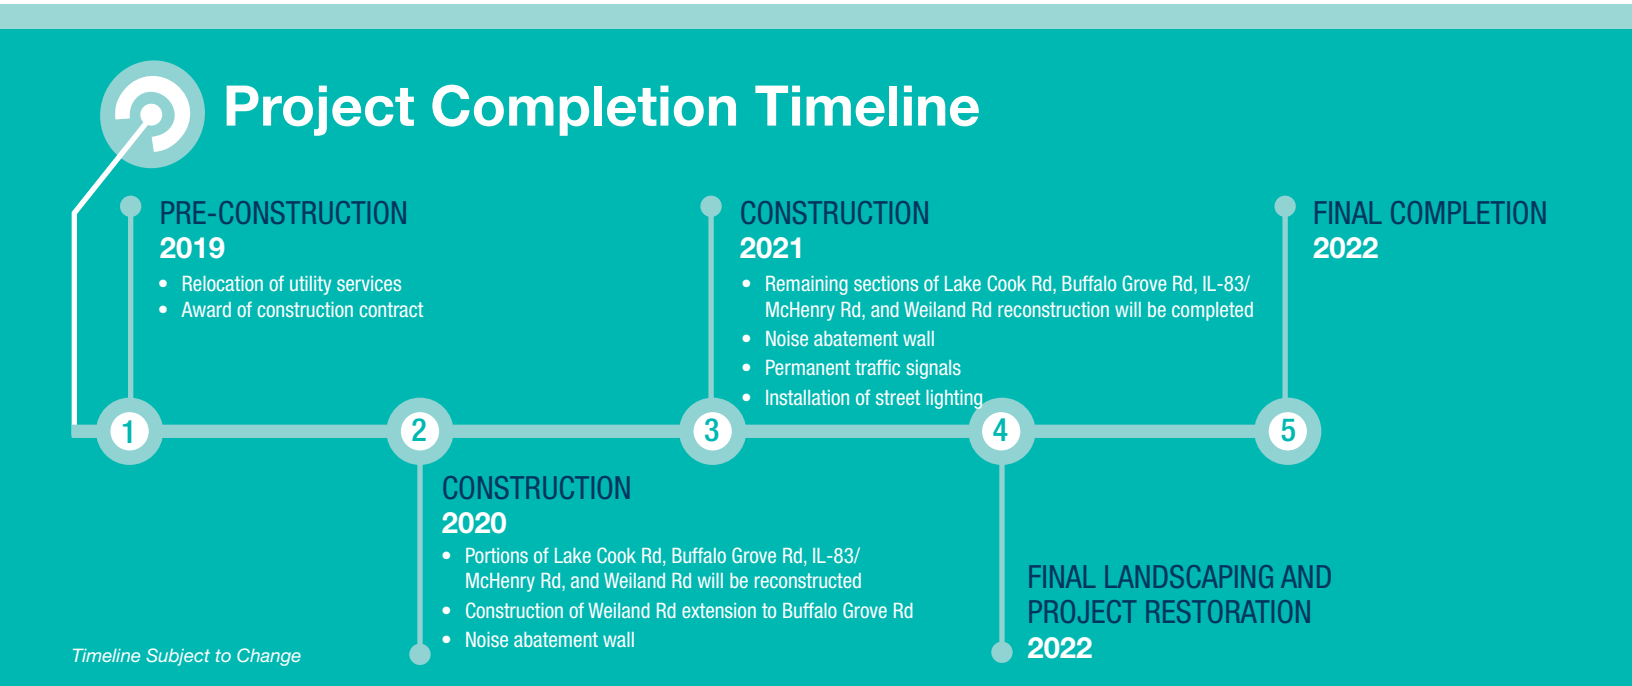 Project Completion Timeline
PRE-CONSTRUCTION
2019
• Relocation of utility services
• Award of construction contract
CONSTRUCTION
2021
• Remaining sections of Lake Cook Rd, Buffalo Grove Rd, IL-83/
McHenry Rd, and Weiland Rd reconstruction will be completed
• Noise abatement wall
• Permanent traffic signals
• Installation of street lighting
FINAL COMPLETION
2022
1
2
3
4
5
CONSTRUCTION
2020
• Portions of Lake Cook Rd, Buffalo Grove Rd, IL-83/
McHenry Rd, and Weiland Rd will be reconstructed
• Construction of Weiland Rd extension to Buffalo Grove Rd
• Noise abatement wall
FINAL LANDSCAPING AND
PROJECT RESTORATION
2022
Timeline Subject to Change